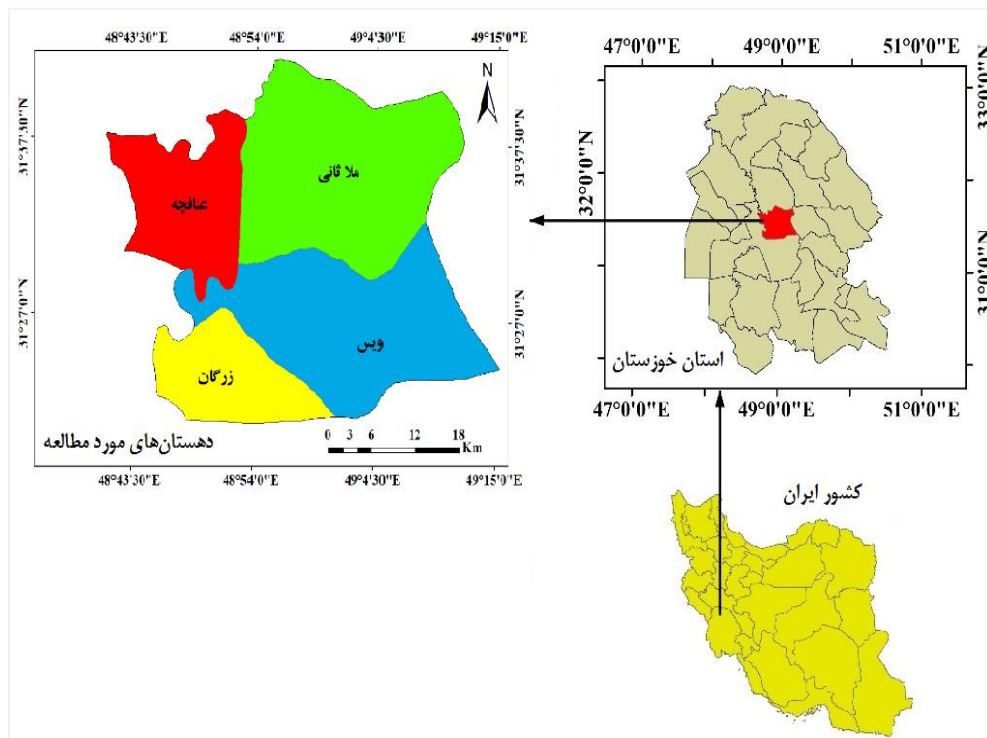 48°43'30"E 48°54'0"E 49°4'30"E 49°15'0"E
N
31°37'30"N
31°37'30"N
31°27'0"N
31°27'0"N
ملا ثانی
عنافچه
ویس
زرگان
دهستان‌های مورد مطالعه
0 3 6 12 18
Km
48°43'30"E 48°54'0"E 49°4'30"E 49°15'0"E
47°0'0"E 49°0'0"E 51°0'0"E
32°0'0"N
33°0'0"N
31°0'0"N
استان خوزستان
47°0'0"E 49°0'0"E 51°0'0"E
کشور ایران